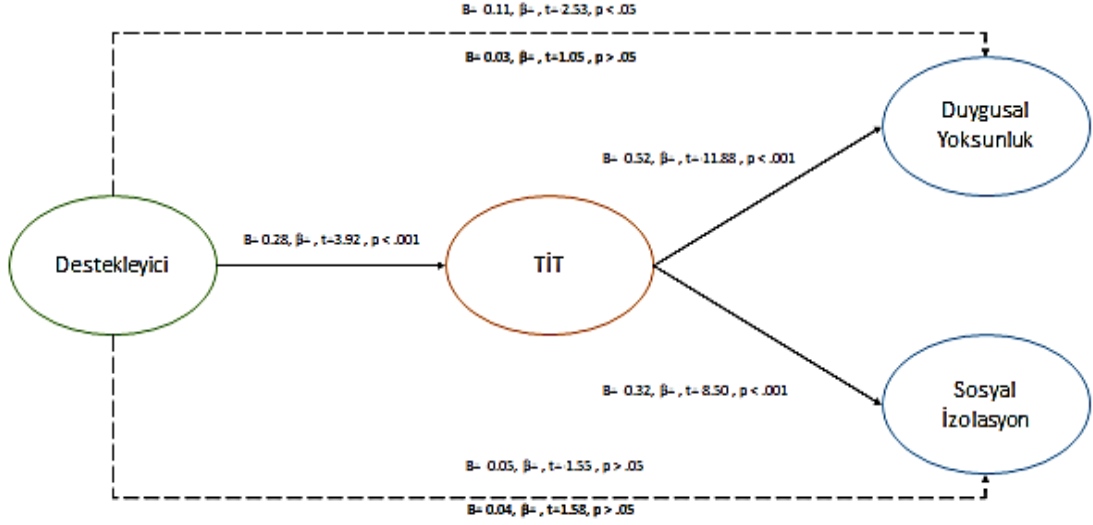 B= 0.11, β= , t=-2.53, p < .05
B= 0.03, β= , t=1.05, p > .05
Duygusal
Yoksunluk
B= 0.52, β= , t=-11.88 , p < .001
B= 0.28, β= , t=3.92 , p < .001
Destekleyici
TİT
B= 0.32, β= , t= 8.50 , p < .001
Sosyal
İzolasyon
B= 0.05, β= , t=-1.55 , p > .05
B= 0.04, β= , t=1.58, p > .05